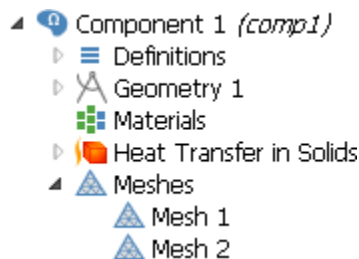 Component 1 (comp1)
Definitions
Geometry 1
Materials
Heat Transfer in Solids
Meshes
Mesh 1
Mesh 2